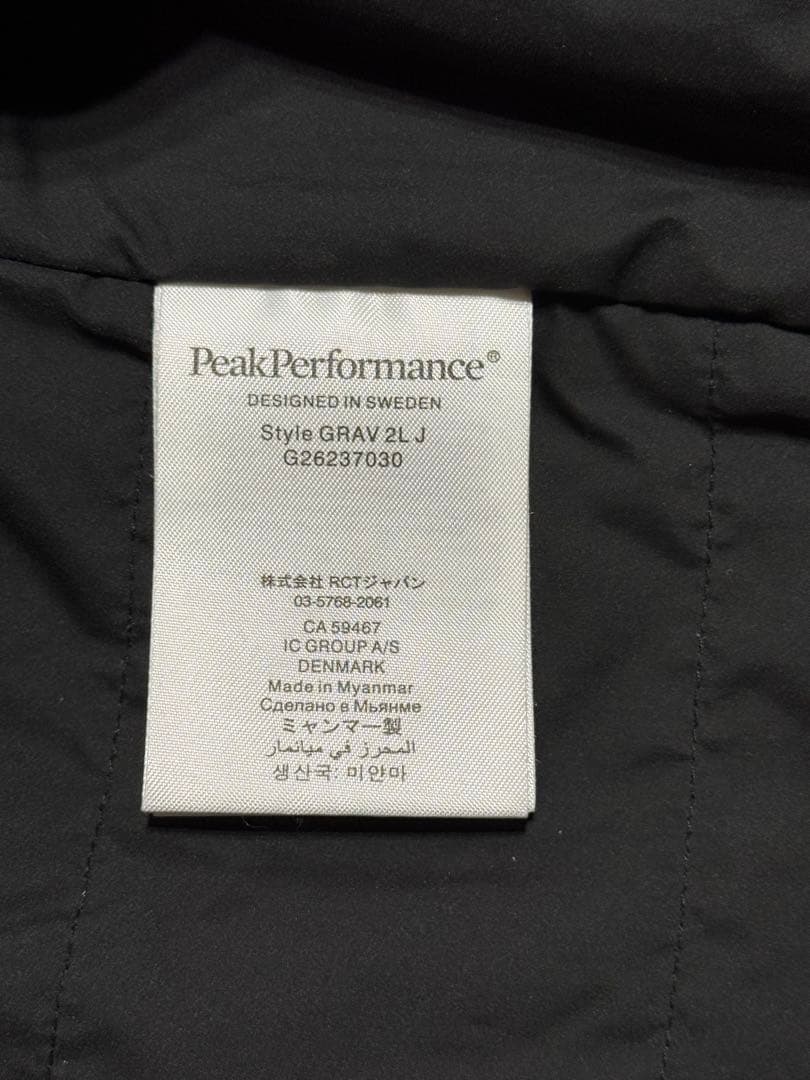 PeakPerformance®
DESIGNED IN SWEDEN
Style GRAV 2L J
G26237030
株式会社 RCTジャパン
03-5768-2061
CA 59467
IC GROUP A/S
DENMARK
Made in Myanmar
Сделано в Мьянме
ミャンマー製
المحرز في ميانمار
생산국: 미얀마